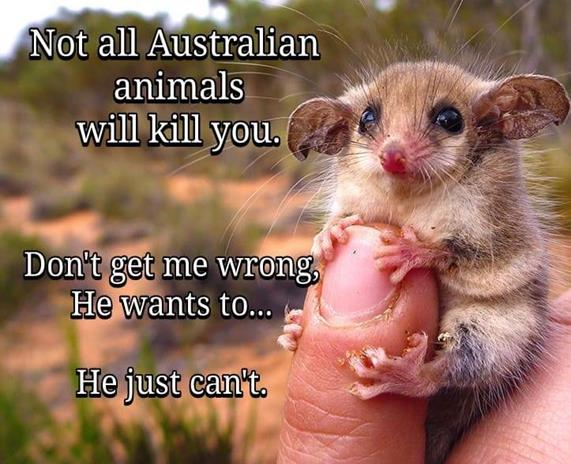 Not all Australian
animals
will kill you.
Don't get me wrong,
He wants to...
He just can't.